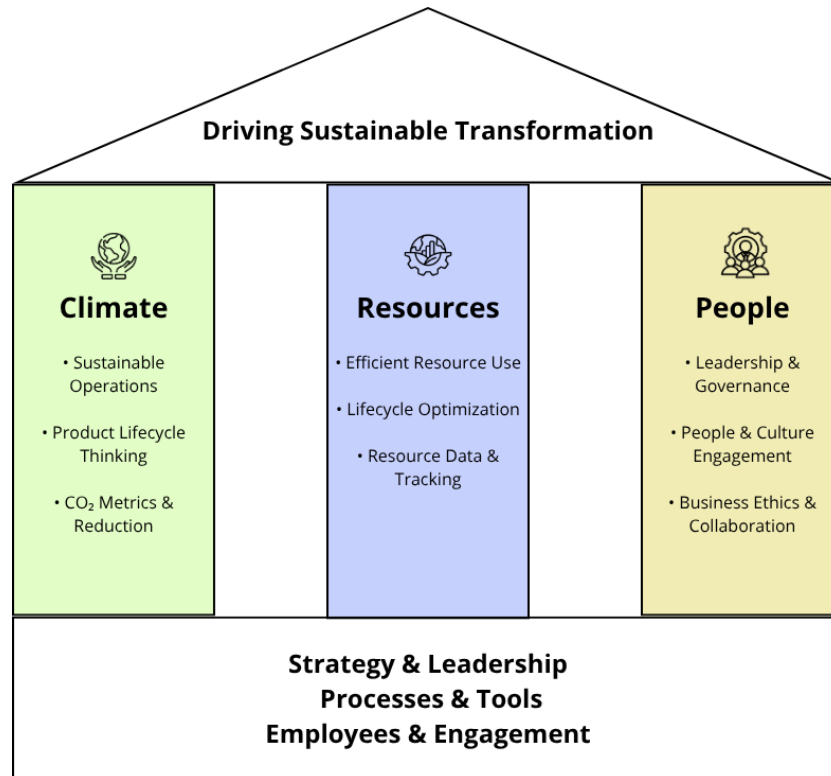 Driving Sustainable Transformation
Climate
• Sustainable
Operations
• Product Lifecycle
Thinking
• CO₂ Metrics &
Reduction
Resources
• Efficient Resource Use
• Lifecycle Optimization
• Resource Data &
Tracking
People
• Leadership &
Governance
• People & Culture
Engagement
• Business Ethics &
Collaboration
Strategy & Leadership
Processes & Tools
Employees & Engagement